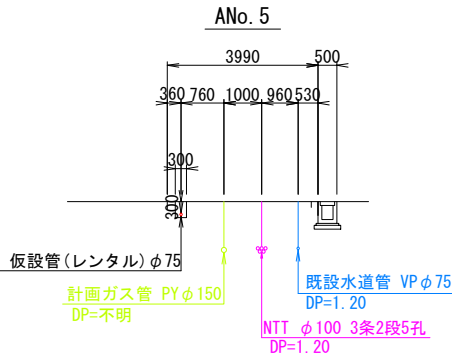 ANo. 5
3990 500
360 760 1000 960 530
300
300
仮設管(レンタル)φ75
計画ガス管 PYφ150
DP=不明
既設水道管 VPφ75
DP=1.20
NTT φ100 3条2段5孔
DP=1.20